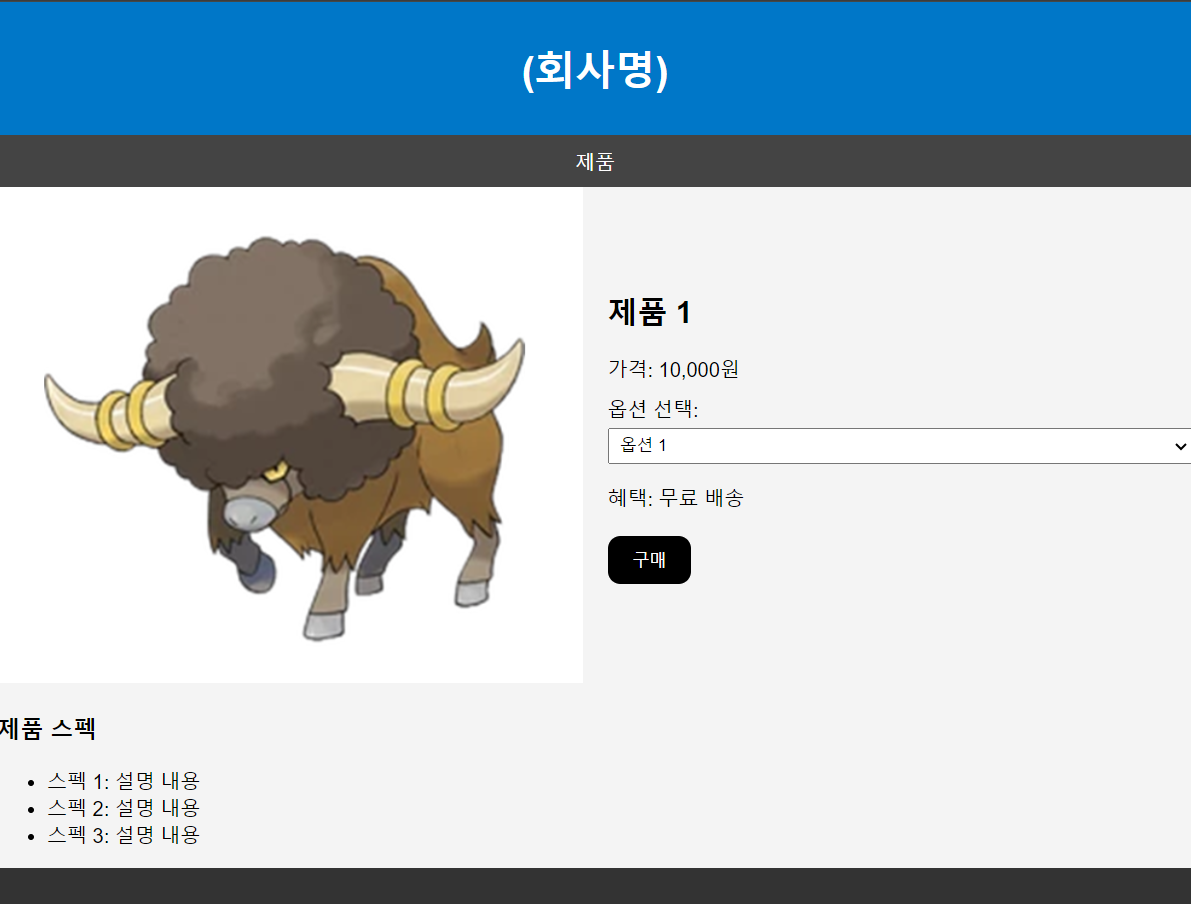 (회사명)
제품
제품 1
가격: 10,000원
옵션 선택:
옵션 1
혜택: 무료 배송
구매
제품 스펙
스펙 1: 설명 내용
스펙 2: 설명 내용
스펙 3: 설명 내용